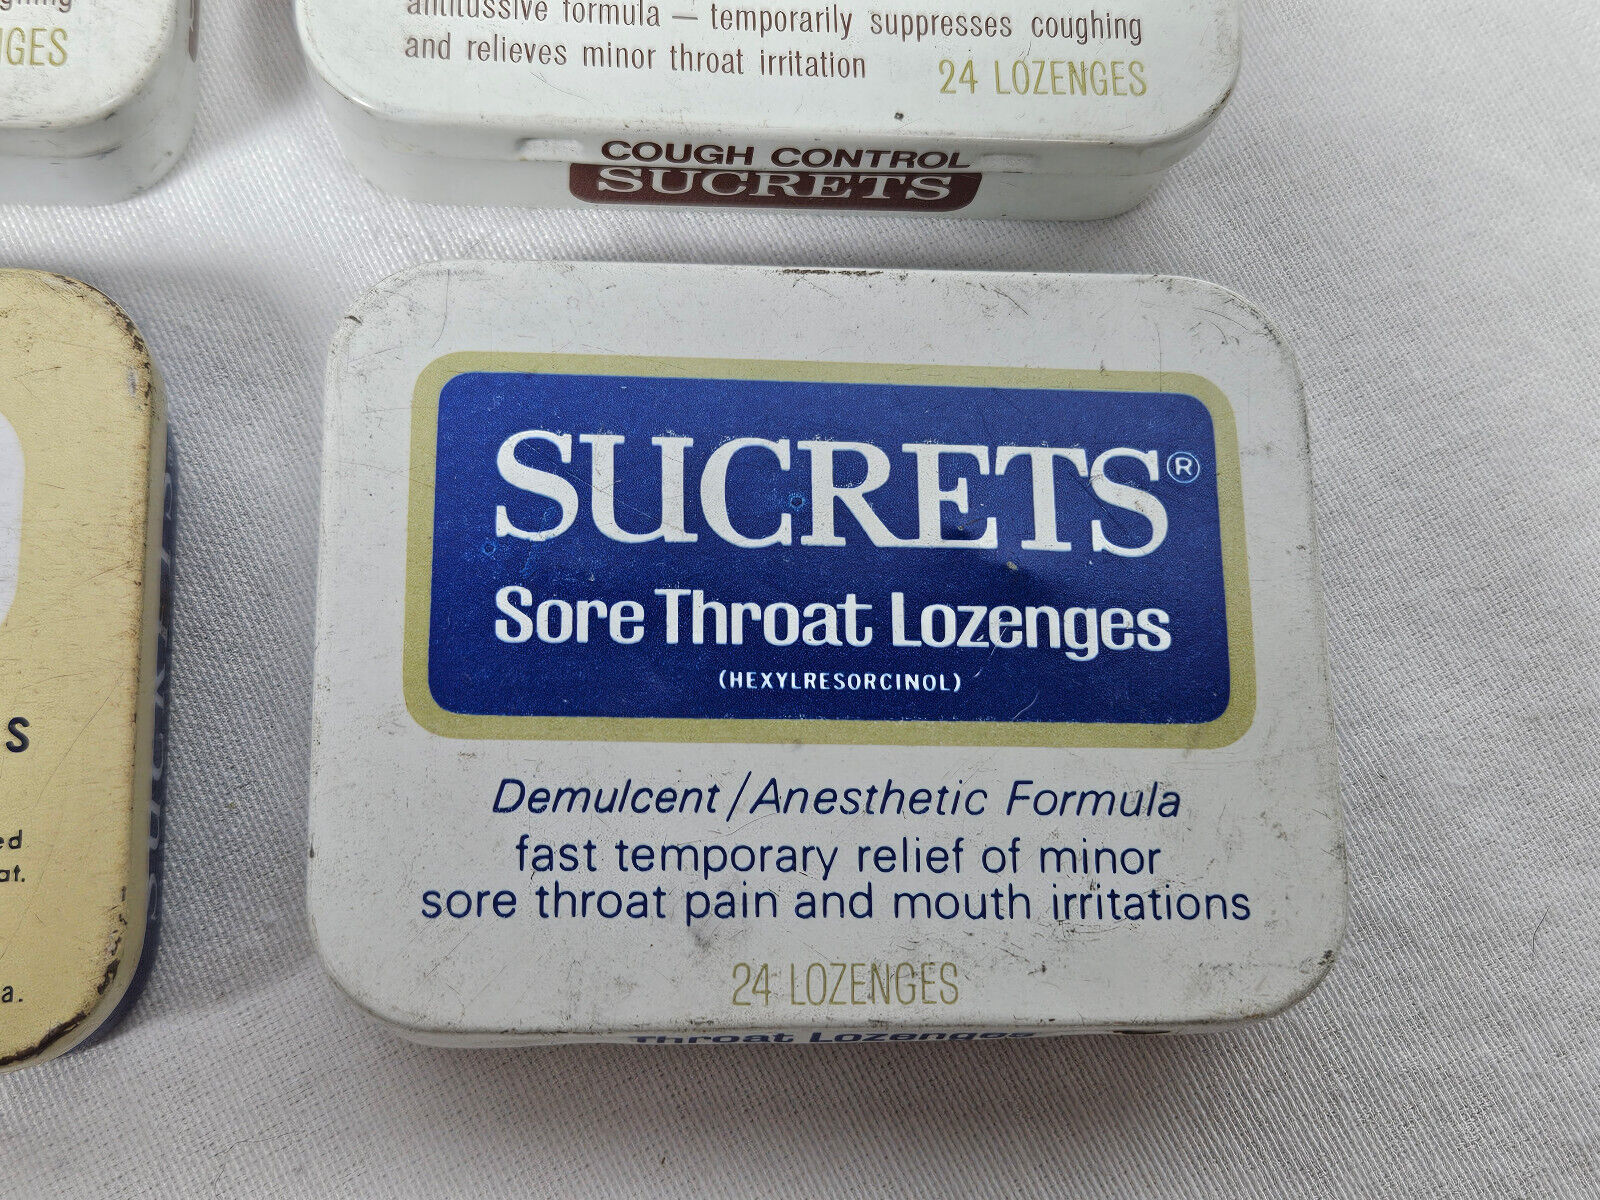 antitussive formula — temporarily suppresses coughing
and relieves minor throat irritation
24 LOZENGES
COUGH CONTROL
SUCRETS
SUCRETS®
Sore Throat Lozenges
(HEXYLRESORCINOL)
Demulcent/Anesthetic Formula
fast temporary relief of minor
sore throat pain and mouth irritations
24 LOZENGES
Throat Lozenges